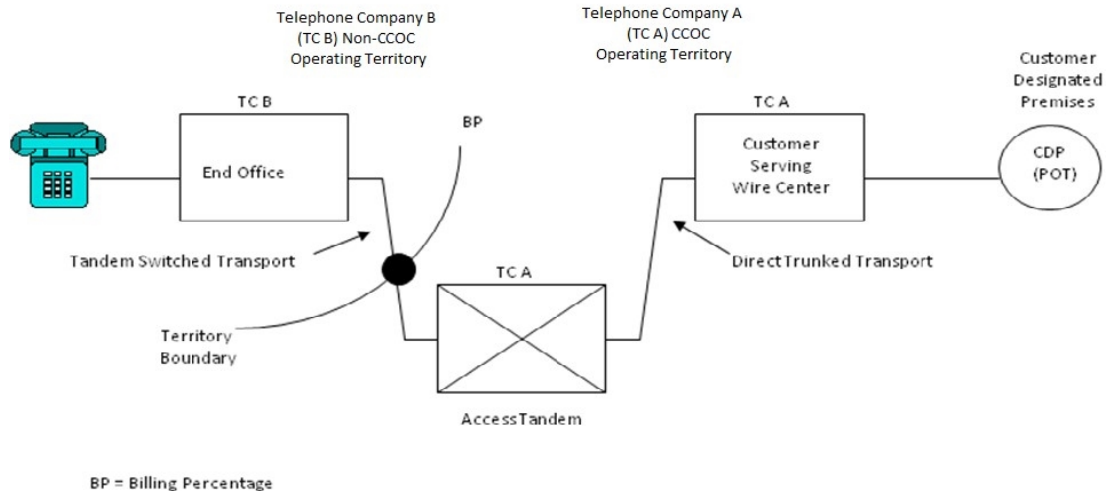 Telephone Company B
(TC B) Non-CCOC
Operating Territory
Telephone Company A
(TC A) CCOC
Operating Territory
Customer
Designated
Premises
TC B
End Office
BP
TC A
Customer
Serving
Wire Center
CDP
(POT)
Tandem Switched Transport
TC A
Direct Trunked Transport
Territory
Boundary
Access Tandem
BP = Billing Percentage